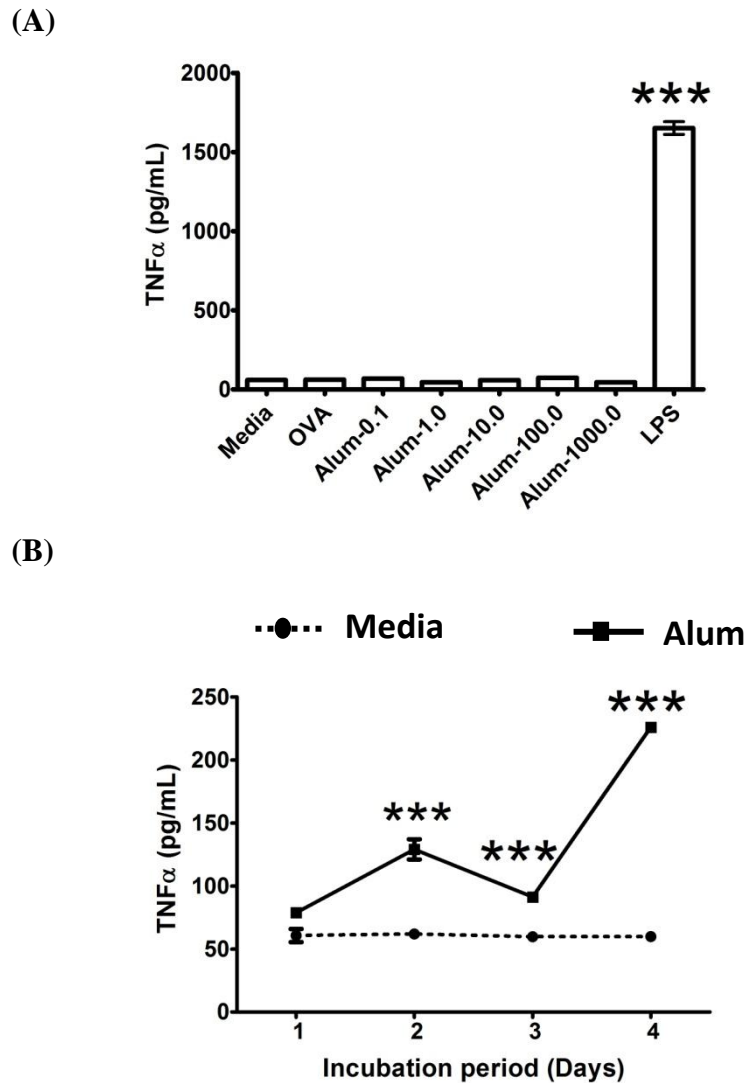 (A)
TNFα (pg/mL)
2000
1500
1000
500
0
***
Media
OVA
Alum-0.1
Alum-1.0
Alum-10.0
Alum-100.0
Alum-1000.0
LPS
(B)
Media
Alum
TNFα (pg/mL)
250
200
150
100
50
0
***
***
***
1 2 3 4
Incubation period (Days)